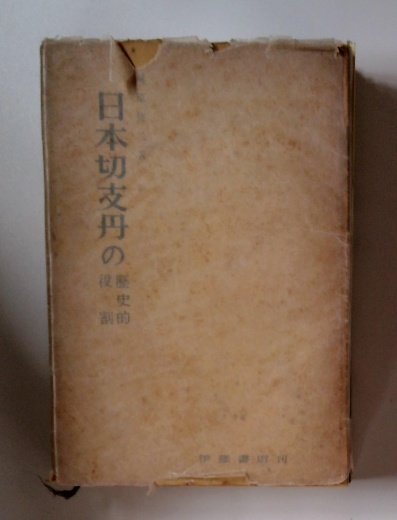 日本切支丹の
歴史的
役割
伊藤書店刊